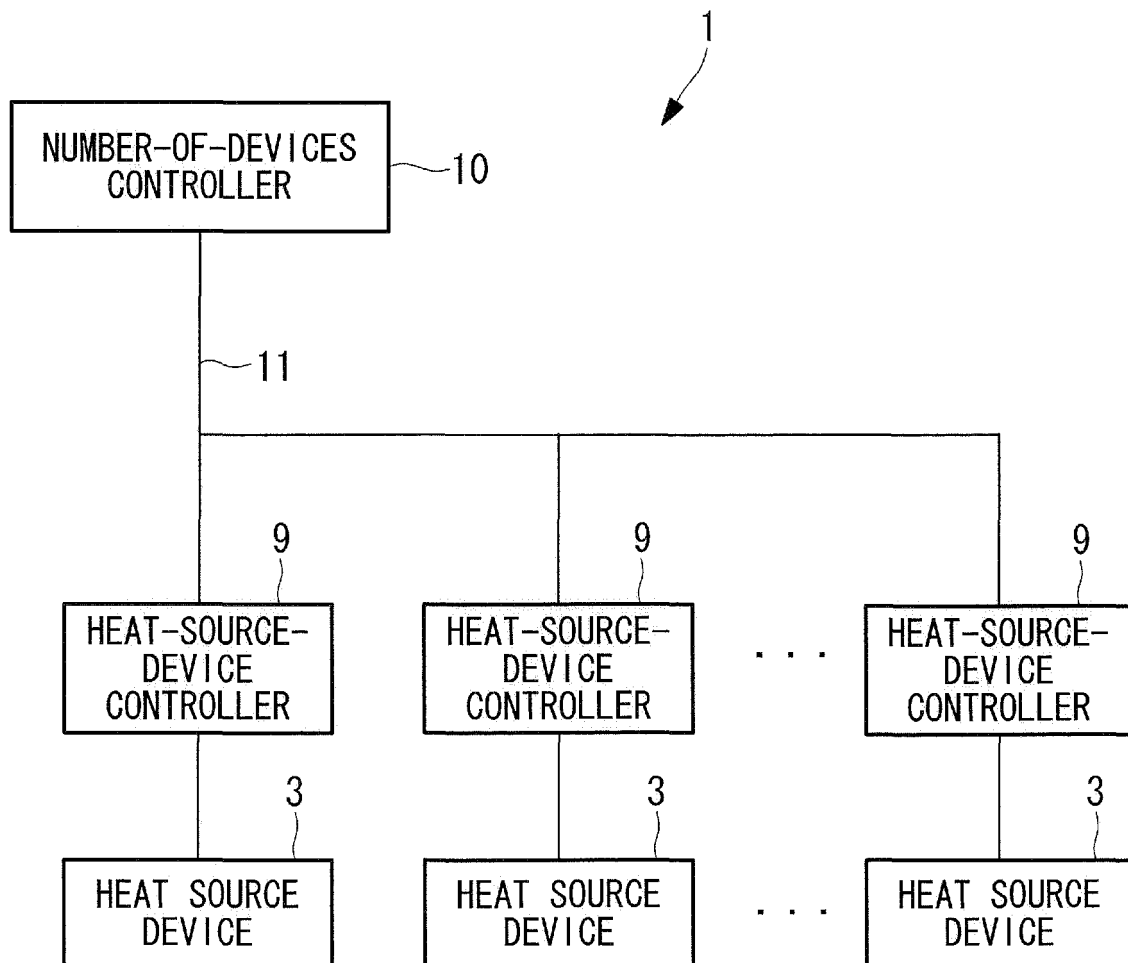 1
NUMBER-OF-DEVICES
CONTROLLER
10
11
9
9
9
HEAT-SOURCE-
DEVICE
CONTROLLER
HEAT-SOURCE-
DEVICE
CONTROLLER
. . .
HEAT-SOURCE-
DEVICE
CONTROLLER
3
3
3
HEAT SOURCE
DEVICE
HEAT SOURCE
DEVICE
. . .
HEAT SOURCE
DEVICE